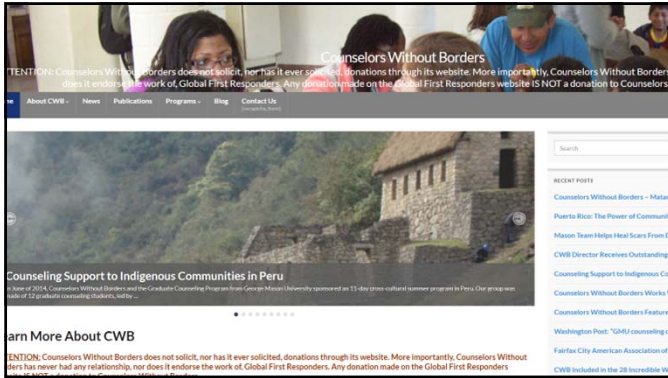 Counselors Without Borders
TTENTION: Counselors Without Borders does not solicit, nor has it ever solicited, donations through its website. More importantly, Counselors Without Borders
does it endorse the work of, Global First Responders. Any donation made on the Global First Responders website IS NOT a donation to Counselors
me About CWB News Publications Programs Blog Contact Us
Search
RECENT POSTS
Counselors Without Borders – Mata
Puerto Rico: The Power of Communit
Mason Team Helps Heal Scars From D
CWB Director Receives Outstanding
Counseling Support to Indigenous Co
Counselors Without Borders Works
Counselors Without Borders Feature
Washington Post: "GMU counseling c
Fairfax City American Association of
CWB Included in the 28 Incredible W
Counseling Support to Indigenous Communities in Peru
n June of 2014, Counselors Without Borders and the Graduate Counseling Program from George Mason University sponsored an 11-day cross-cultural summer program in Peru. Our group was
made of 12 graduate counseling students, led by ...
arn More About CWB
TENTION: Counselors Without Borders does not solicit, nor has it ever solicited, donations through its website. More importantly, Counselors Without
ders has never had any relationship, nor does it endorse the work of, Global First Responders. Any donation made on the Global First Responders